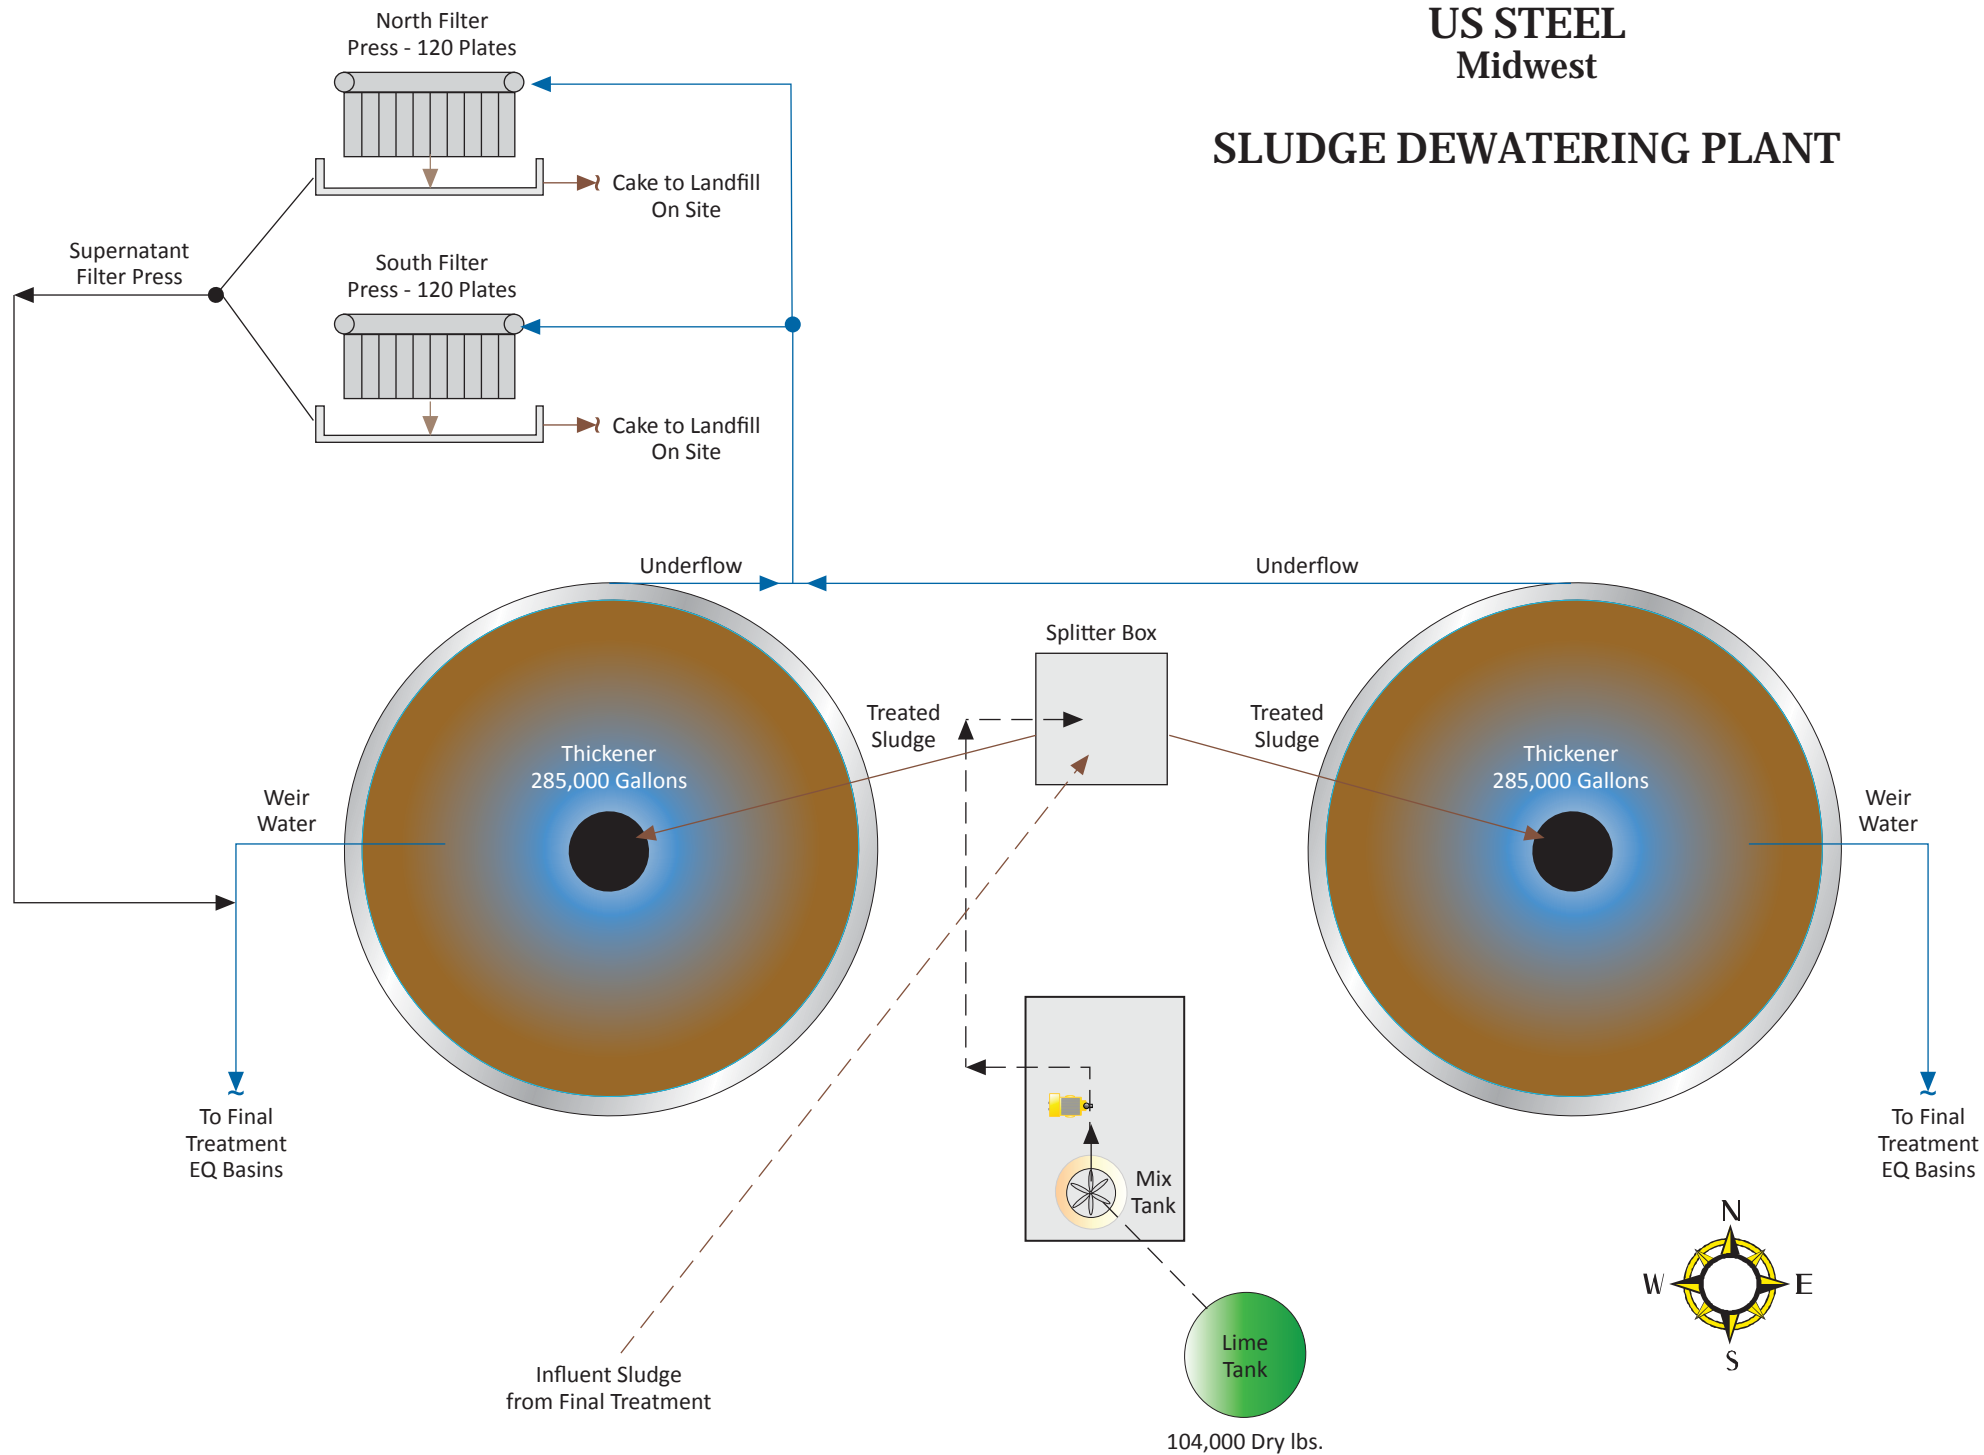 US STEEL
Midwest
SLUDGE DEWATERING PLANT
North Filter
Press - 120 Plates
Cake to Landfill
On Site
Supernatant
Filter Press
South Filter
Press - 120 Plates
Cake to Landfill
On Site
Underflow
Underflow
Splitter Box
Treated
Sludge
Treated
Sludge
Thickener
285,000 Gallons
Thickener
285,000 Gallons
Weir
Water
Weir
Water
To Final
Treatment
EQ Basins
To Final
Treatment
EQ Basins
Mix
Tank
N
W
E
S
Lime
Tank
Influent Sludge
from Final Treatment
104,000 Dry lbs.